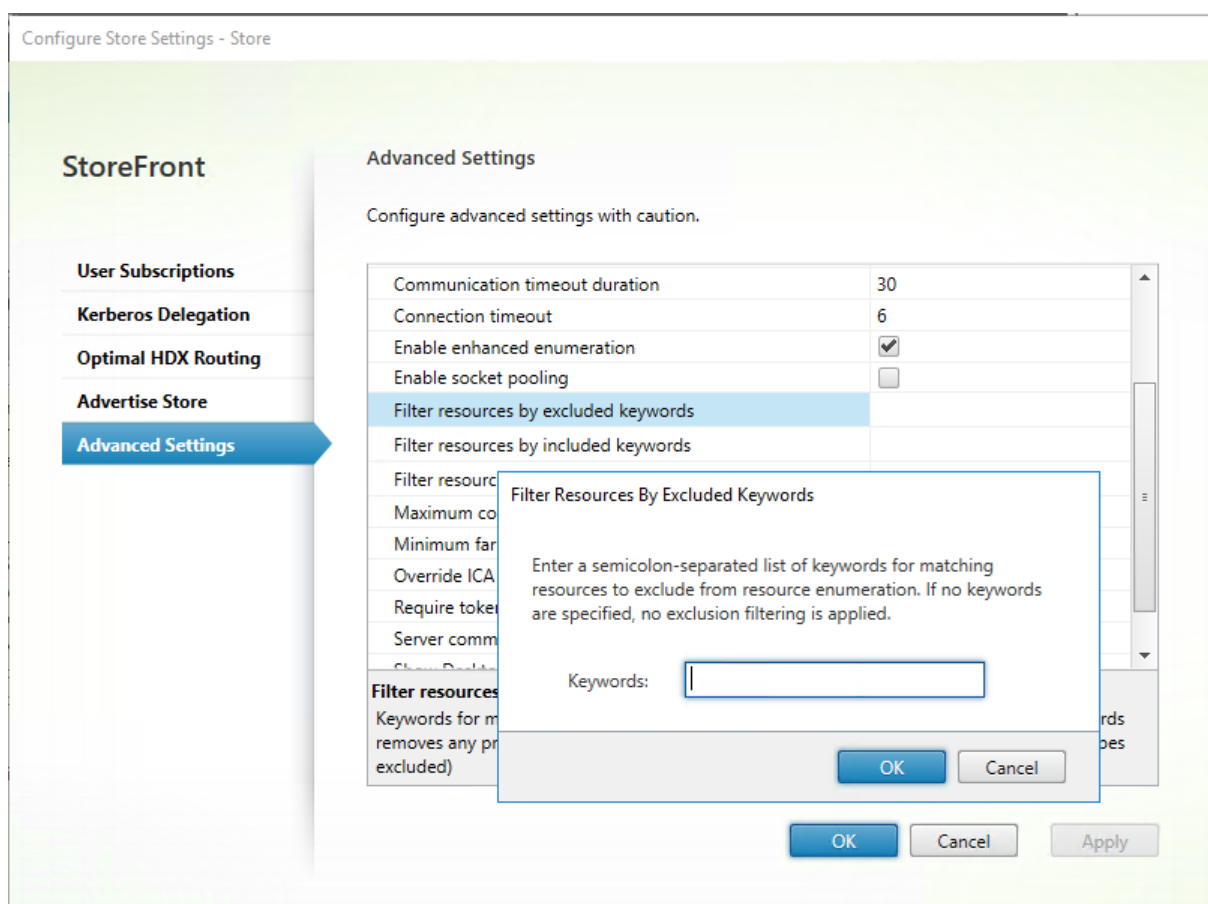 Configure Store Settings - Store
StoreFront
User Subscriptions
Kerberos Delegation
Optimal HDX Routing
Advertise Store
Advanced Settings
Advanced Settings
Configure advanced settings with caution.
Communication timeout duration 30
Connection timeout 6
Enable enhanced enumeration
Enable socket pooling
Filter resources by excluded keywords
Filter resources by included keywords
Filter resourc
Maximum co
Minimum far
Override ICA
Require toke
Server comm
Filter resources
Keywords for m
removes any pr
excluded)
rds
pes
Filter Resources By Excluded Keywords
Enter a semicolon-separated list of keywords for matching
resources to exclude from resource enumeration. If no keywords
are specified, no exclusion filtering is applied.
Keywords:
OK Cancel
OK Cancel Apply